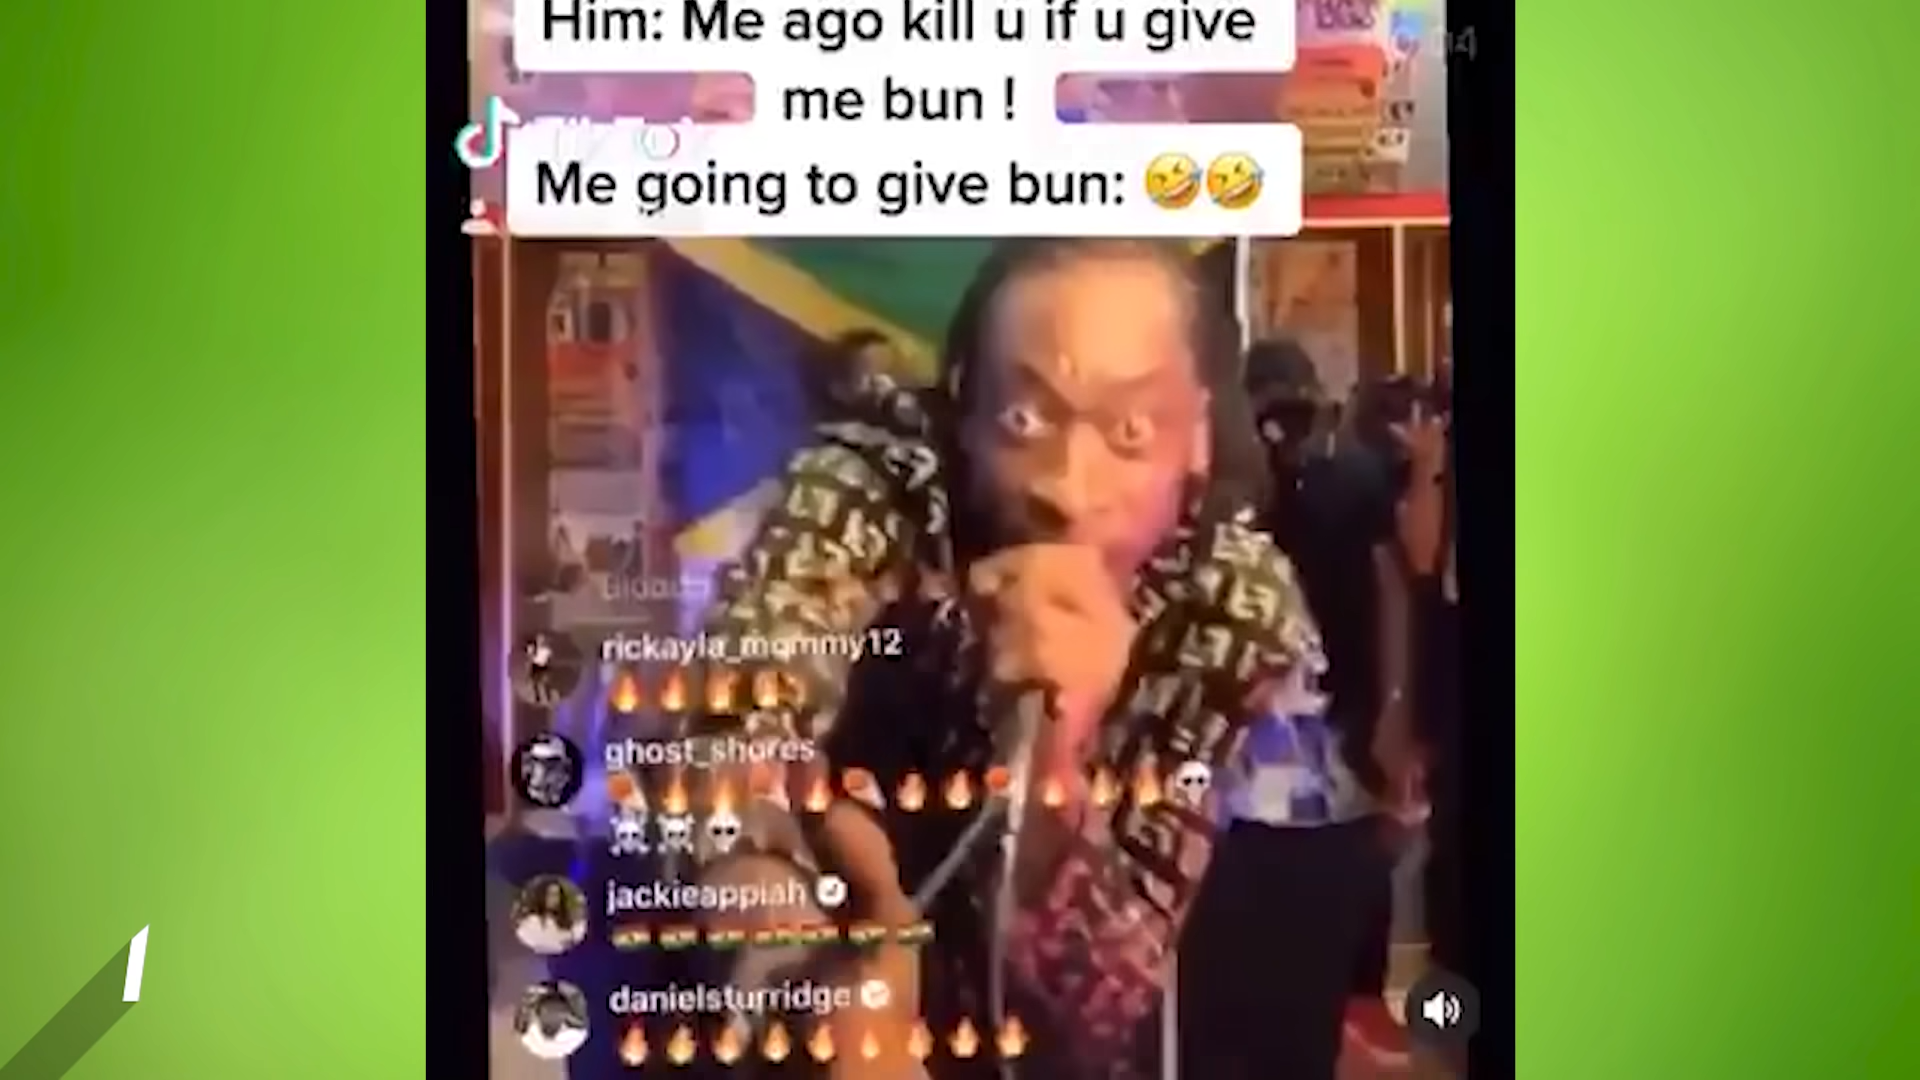 Him: Me ago kill u if u give
me bun !
Me going to give bun: 🤣🤣
rickayla_mommy12
🔥🔥🔥🔥
ghost_shores
jackieappiah
danielsturridge
🔥🔥🔥🔥🔥🔥🔥🔥🔥